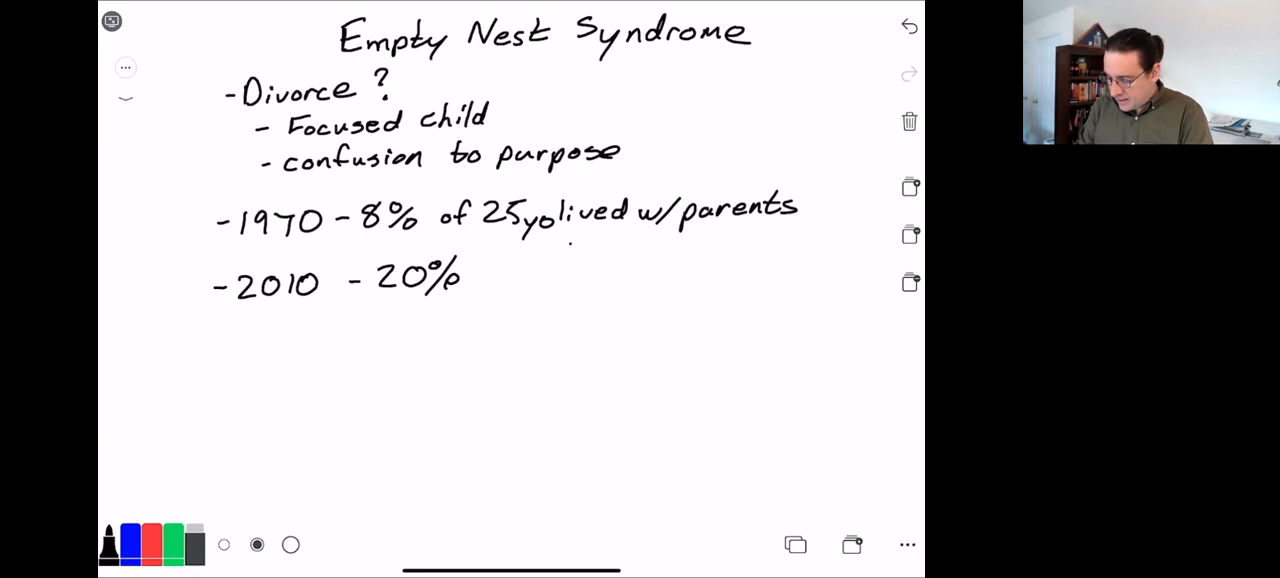 Empty Nest Syndrome
- Divorce ?
- Focused child
- confusion to purpose
- 1970 - 8% of 25yo lived w/parents
- 2010 - 20%